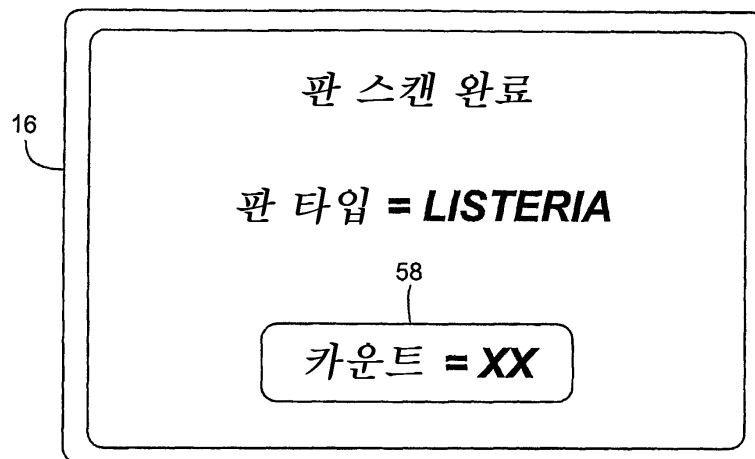 판 스캔 완료
16
판 타입 = LISTERIA
58
카운트 = XX